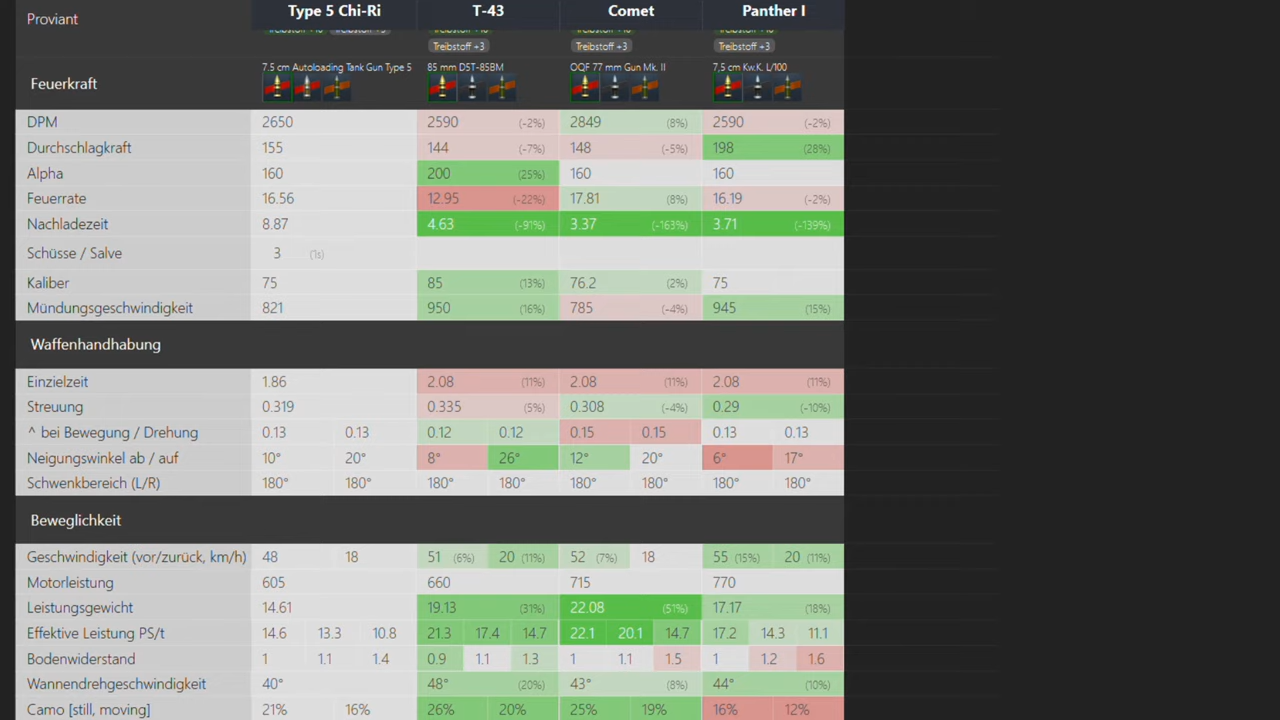 Proviant Type 5 Chi-Ri T-43 Comet Panther I
Treibstoff +3 Treibstoff +3 Treibstoff +3
Feuerkraft 7.5 cm Autoloading Tank Gun Type 5 85 mm D5T-85BM OQF 77 mm Gun Mk. II 7,5 cm Kw.K. L/100
DPM 2650 2590 (-2%) 2849 (8%) 2590 (-2%)
Durchschlagkraft 155 144 (-7%) 148 (-5%) 198 (28%)
Alpha 160 200 (25%) 160 160
Feuerrate 16.56 12.95 (-22%) 17.81 (8%) 16.19 (-2%)
Nachladezeit 8.87 4.63 (-91%) 3.37 (-163%) 3.71 (-139%)
Schüsse / Salve 3 (1s)
Kaliber 75 85 (13%) 76.2 (2%) 75
Mündungsgeschwindigkeit 821 950 (16%) 785 (-4%) 945 (15%)
Waffenhandhabung
Einzielzeit 1.86 2.08 (11%) 2.08 (11%) 2.08 (11%)
Streuung 0.319 0.335 (5%) 0.308 (-4%) 0.29 (-10%)
^ bei Bewegung / Drehung 0.13 0.13 0.12 0.12 0.15 0.15 0.13 0.13
Neigungswinkel ab / auf 10° 20° 8° 26° 12° 20° 6° 17°
Schwenkbereich (L/R) 180° 180° 180° 180° 180° 180° 180° 180°
Beweglichkeit
Geschwindigkeit (vor/zurück, km/h) 48 18 51 (6%) 20 (11%) 52 (7%) 18 55 (15%) 20 (11%)
Motorleistung 605 660 715 770
Leistungsgewicht 14.61 19.13 (31%) 22.08 (51%) 17.17 (18%)
Effektive Leistung PS/t 14.6 13.3 10.8 21.3 17.4 14.7 22.1 20.1 14.7 17.2 14.3 11.1
Bodenwiderstand 1 1.1 1.4 0.9 1.1 1.3 1 1.1 1.5 1 1.2 1.6
Wannendrehgeschwindigkeit 40° 48° (20%) 43° (8%) 44° (10%)
Camo [still, moving] 21% 16% 26% 20% 25% 19% 16% 12%